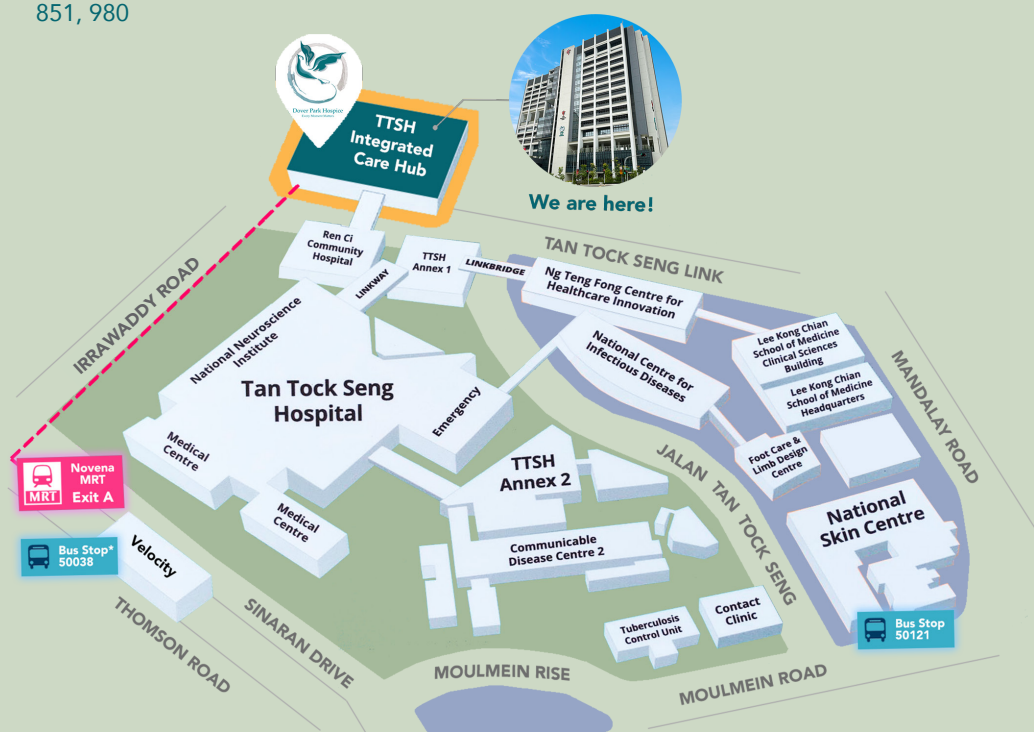 851, 980
Dover Park Hospice
TTSH
Integrated
Care Hub
We are here!
TAN TOCK SENG LINK
IRRAWADDY ROAD
Ren Ci
Community
Hospital
TTSH
Annex 1
LINKBRIDGE
LINKWAY
Ng Teng Fong Centre for
Healthcare Innovation
National Neuroscience
Institute
National Centre for
Infectious Diseases
Lee Kong Chian
School of Medicine
Clinical Sciences
Building
Lee Kong Chian
School of Medicine
Headquarters
MANDALAY ROAD
Tan Tock Seng
Hospital
Emergency
Medical
Centre
Foot Care &
Limb Design
Centre
JALAN TAN TOCK SENG
TTSH
Annex 2
MRT
Novena
MRT
Exit A
Medical
Centre
National
Skin Centre
Bus Stop*
50038
Velocity
Communicable
Disease Centre 2
Tuberculosis
Control Unit
Contact
Clinic
Bus Stop
50121
THOMSON ROAD
SINARAN DRIVE
MOULMEIN RISE
MOULMEIN ROAD